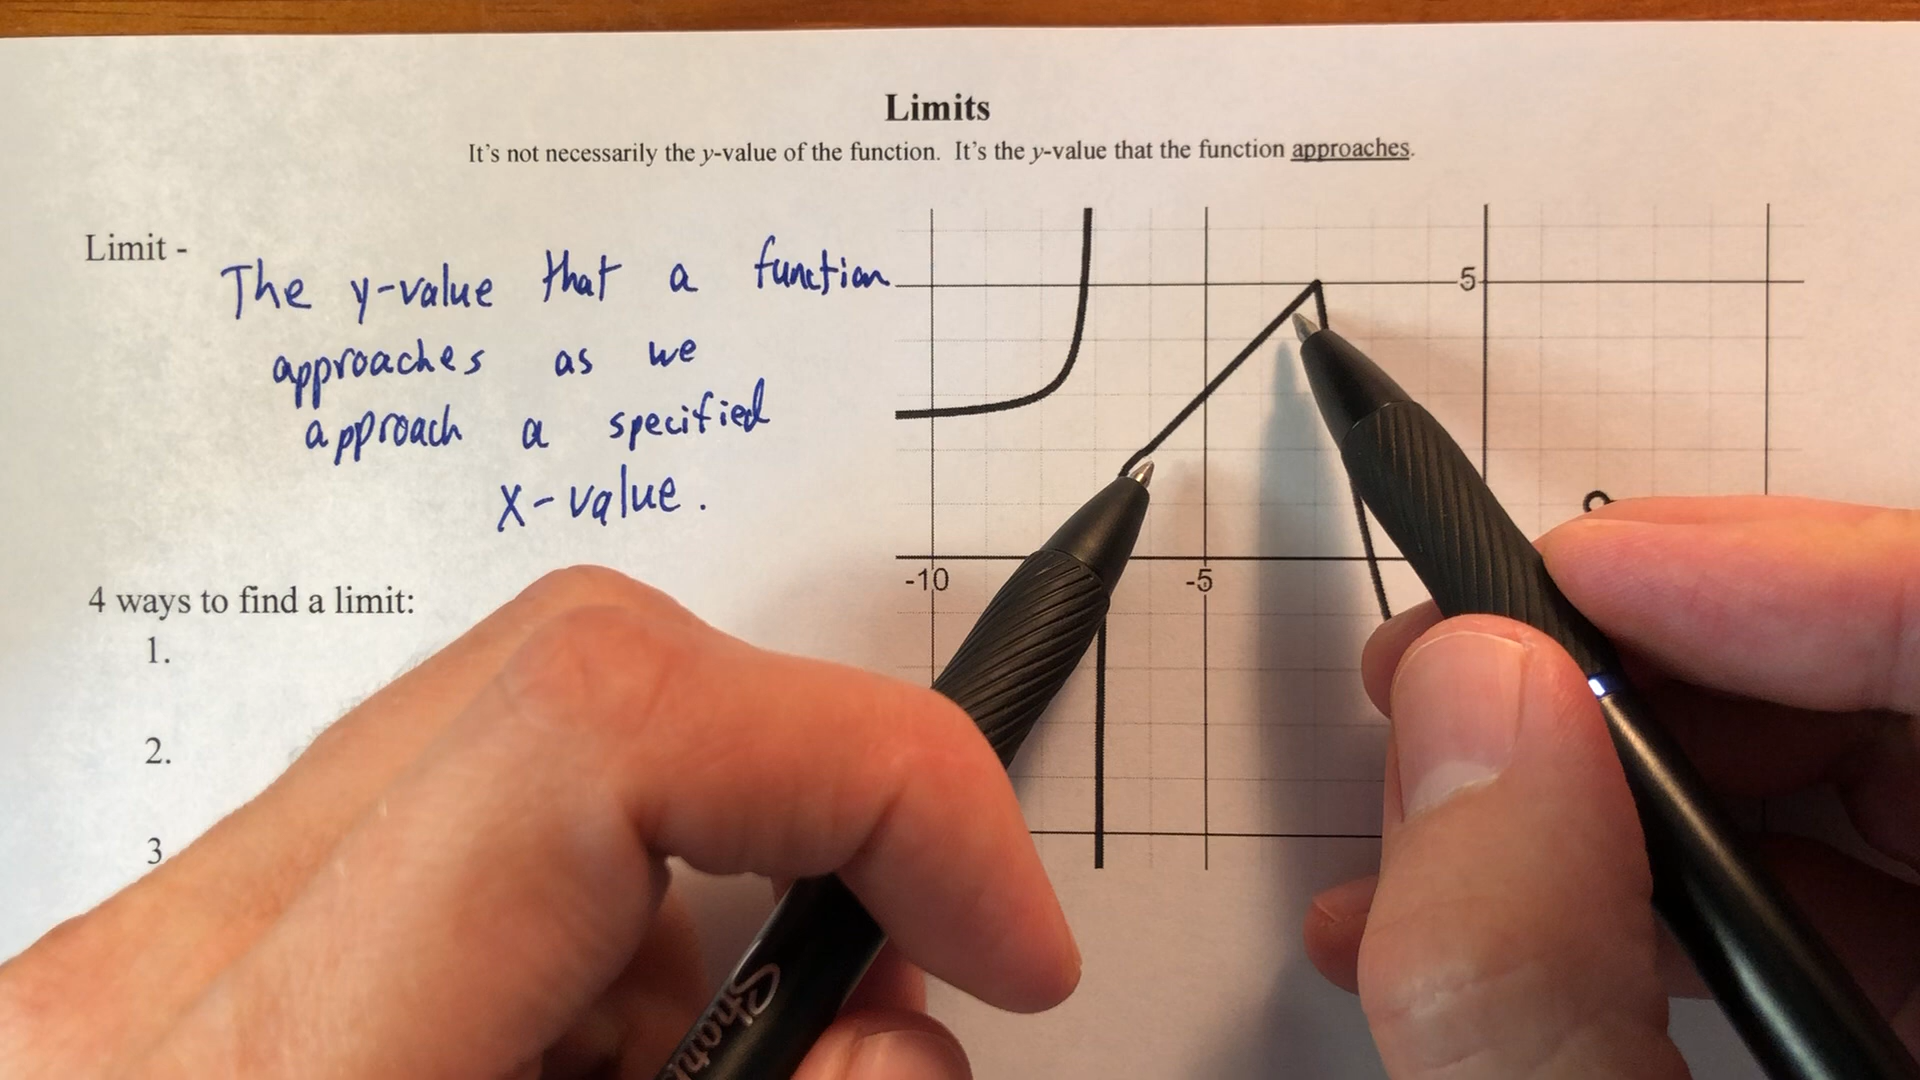 Limits
It's not necessarily the y-value of the function. It's the y-value that the function approaches.
Limit -
The y-value that a function
approaches as we
approach a specified
x-value.
5
-10
-5
4 ways to find a limit:
1.
2.
3